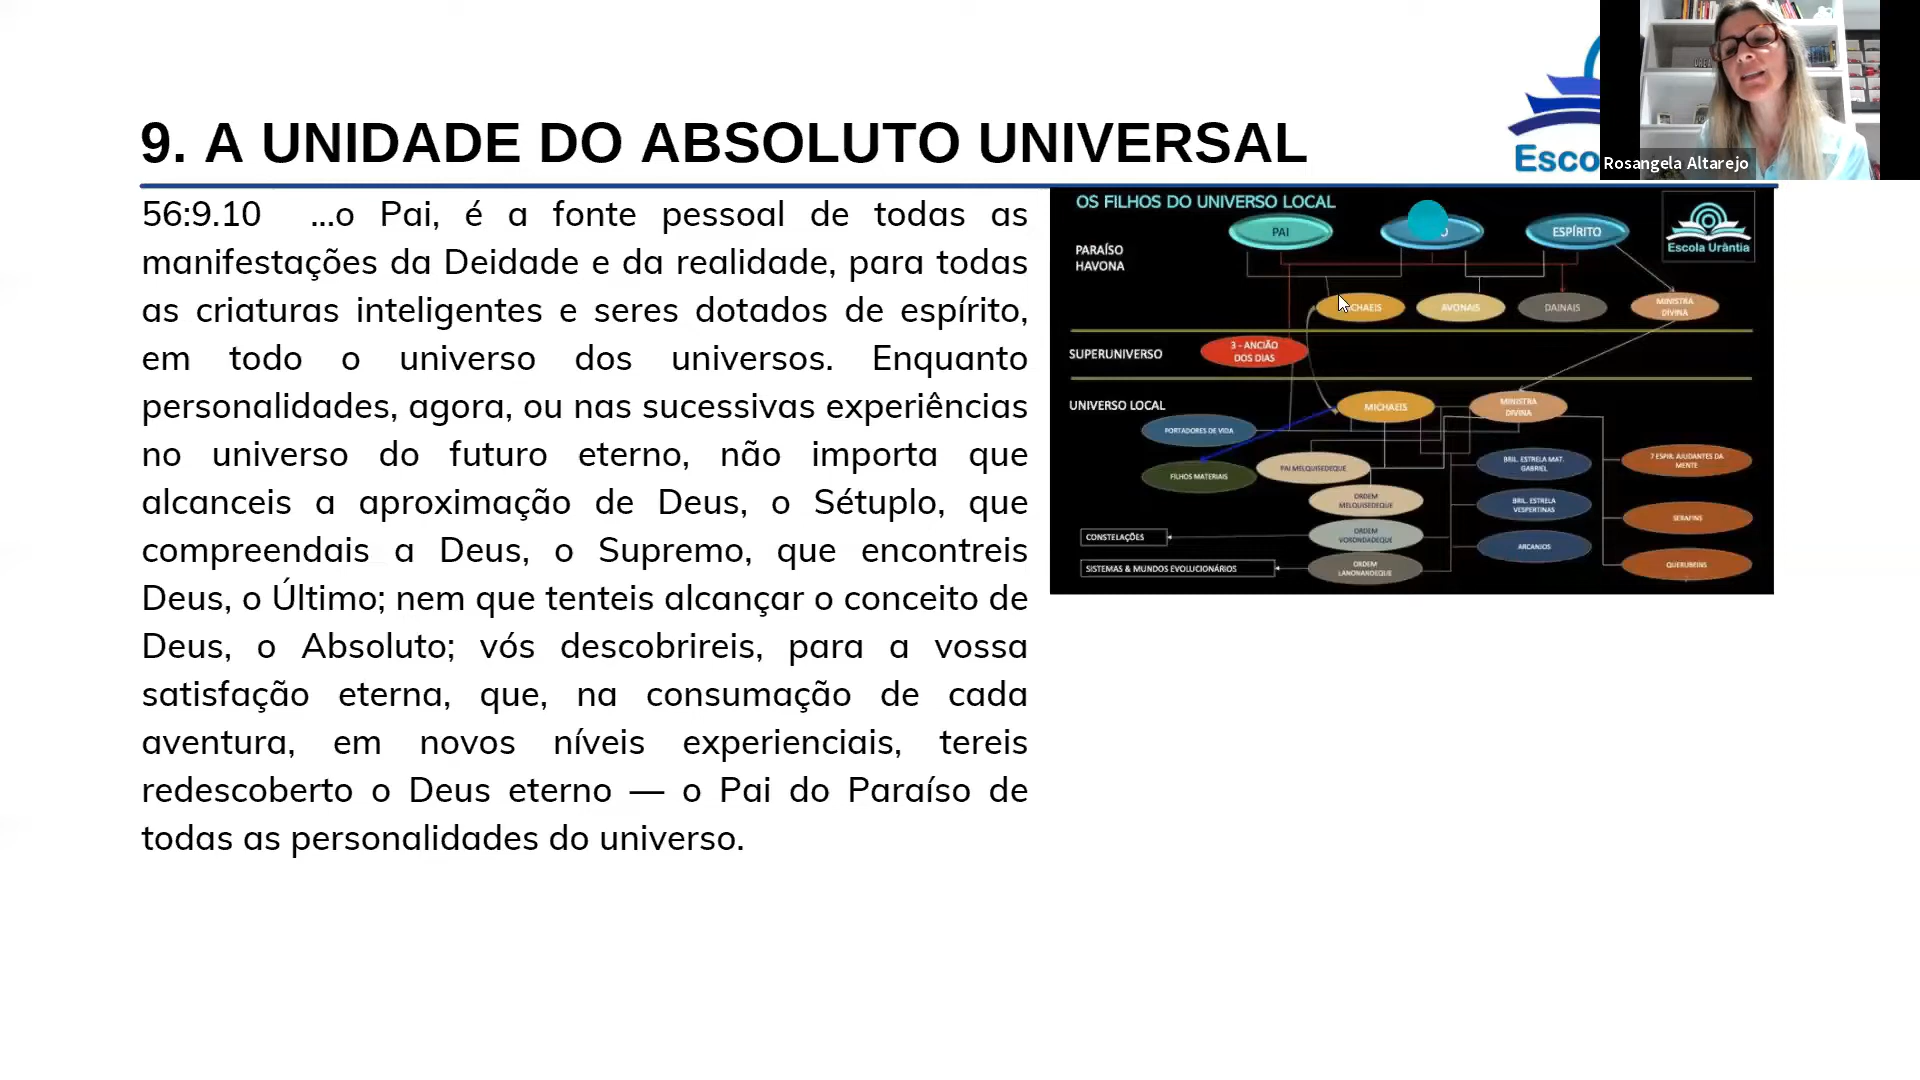 9. A UNIDADE DO ABSOLUTO UNIVERSAL
Esco
Rosangela Altarejo
56:9.10 ...o Pai, é a fonte pessoal de todas as
manifestações da Deidade e da realidade, para todas
as criaturas inteligentes e seres dotados de espírito,
em todo o universo dos universos. Enquanto
personalidades, agora, ou nas sucessivas experiências
no universo do futuro eterno, não importa que
alcanceis a aproximação de Deus, o Sétuplo, que
compreendais a Deus, o Supremo, que encontreis
Deus, o Último; nem que tenteis alcançar o conceito de
Deus, o Absoluto; vós descobrireis, para a vossa
satisfação eterna, que, na consumação de cada
aventura, em novos níveis experienciais, tereis
redescoberto o Deus eterno — o Pai do Paraíso de
todas as personalidades do universo.
OS FILHOS DO UNIVERSO LOCAL
Escola Urântia
PARAÍSO
HAVONA
PAI
O
ESPÍRITO
CHAEIS
AVONAIS
DAINAIS
MINISTRA
DIVINA
SUPERUNIVERSO
3 - ANCIÃO
DOS DIAS
UNIVERSO LOCAL
MICHAEIS
MINISTRA
DIVINA
PORTADORES DE VIDA
FILHOS MATERIAIS
PAI MELQUISEDEQUE
ORDEM
MELQUISEDEQUE
ORDEM
VORONDADEQUE
ORDEM
LANONANDEQUE
BRIL. ESTRELA MAT.
GABRIEL
BRIL. ESTRELA
VESPERTINAS
ARCANJOS
7 ESPIR. AJUDANTES DA
MENTE
SERAFINS
QUERUBEINS
CONSTELAÇÕES
SISTEMAS & MUNDOS EVOLUCIONÁRIOS